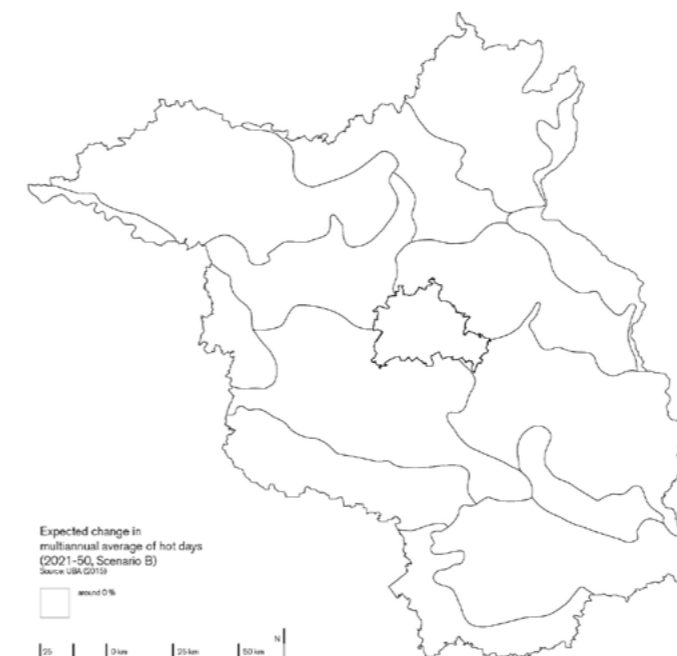 Expected change in
multiannual average of hot days
(2021-50, Scenario B)
Source: UBA (2015)
around 0 %
N
25 0 km 25 km 50 km